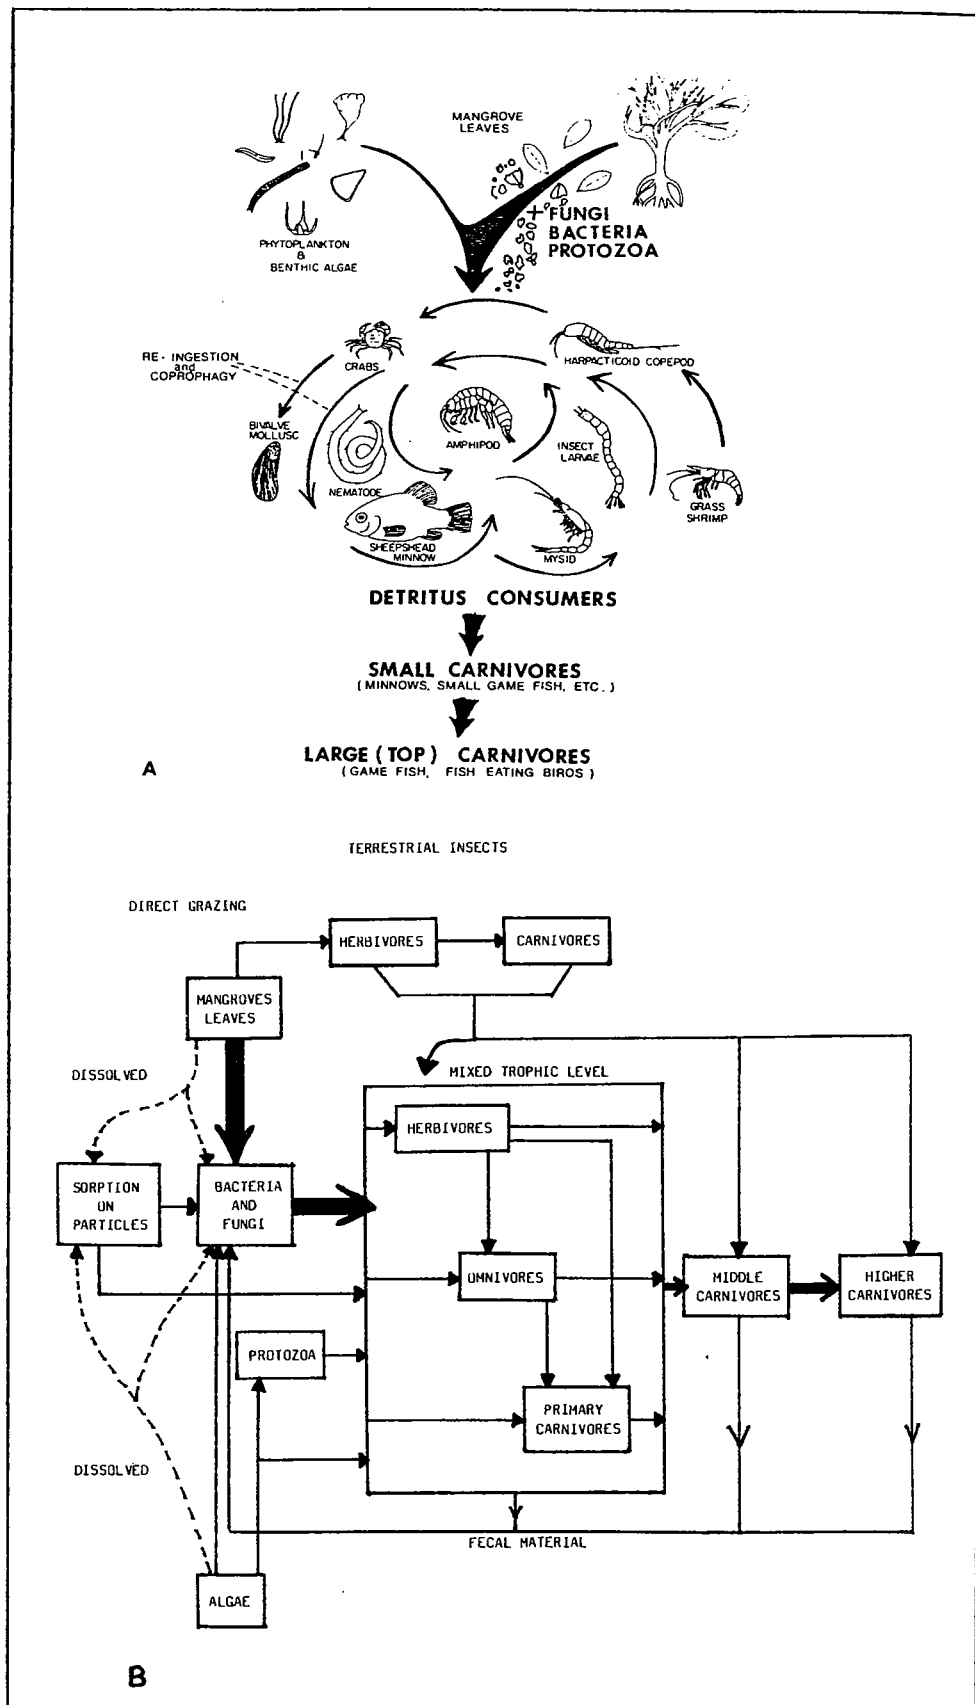 MANGROVE
LEAVES
+ FUNGI
BACTERIA
PROTOZOA
PHYTOPLANKTON
&
BENTHIC ALGAE
RE-INGESTION
and
COPROPHAGY
CRABS
HARPACTICOID COPEPOD
BIVALVE
MOLLUSC
AMPHIPOD
INSECT
LARVAE
NEMATODE
GRASS
SHRIMP
SHEEPSHEAD
MINNOW
MYSID
DETRITUS CONSUMERS
SMALL CARNIVORES
(MINNOWS, SMALL GAME FISH, ETC.)
LARGE (TOP) CARNIVORES
(GAME FISH, FISH EATING BIROS)
A
TERRESTRIAL INSECTS
DIRECT GRAZING
HERBIVORES
CARNIVORES
MANGROVES
LEAVES
DISSOLVED
MIXED TROPHIC LEVEL
HERBIVORES
SORPTION
ON
PARTICLES
BACTERIA
AND
FUNGI
OMNIVORES
MIDDLE
CARNIVORES
HIGHER
CARNIVORES
PROTOZOA
PRIMARY
CARNIVORES
DISSOLVED
FECAL MATERIAL
ALGAE
B